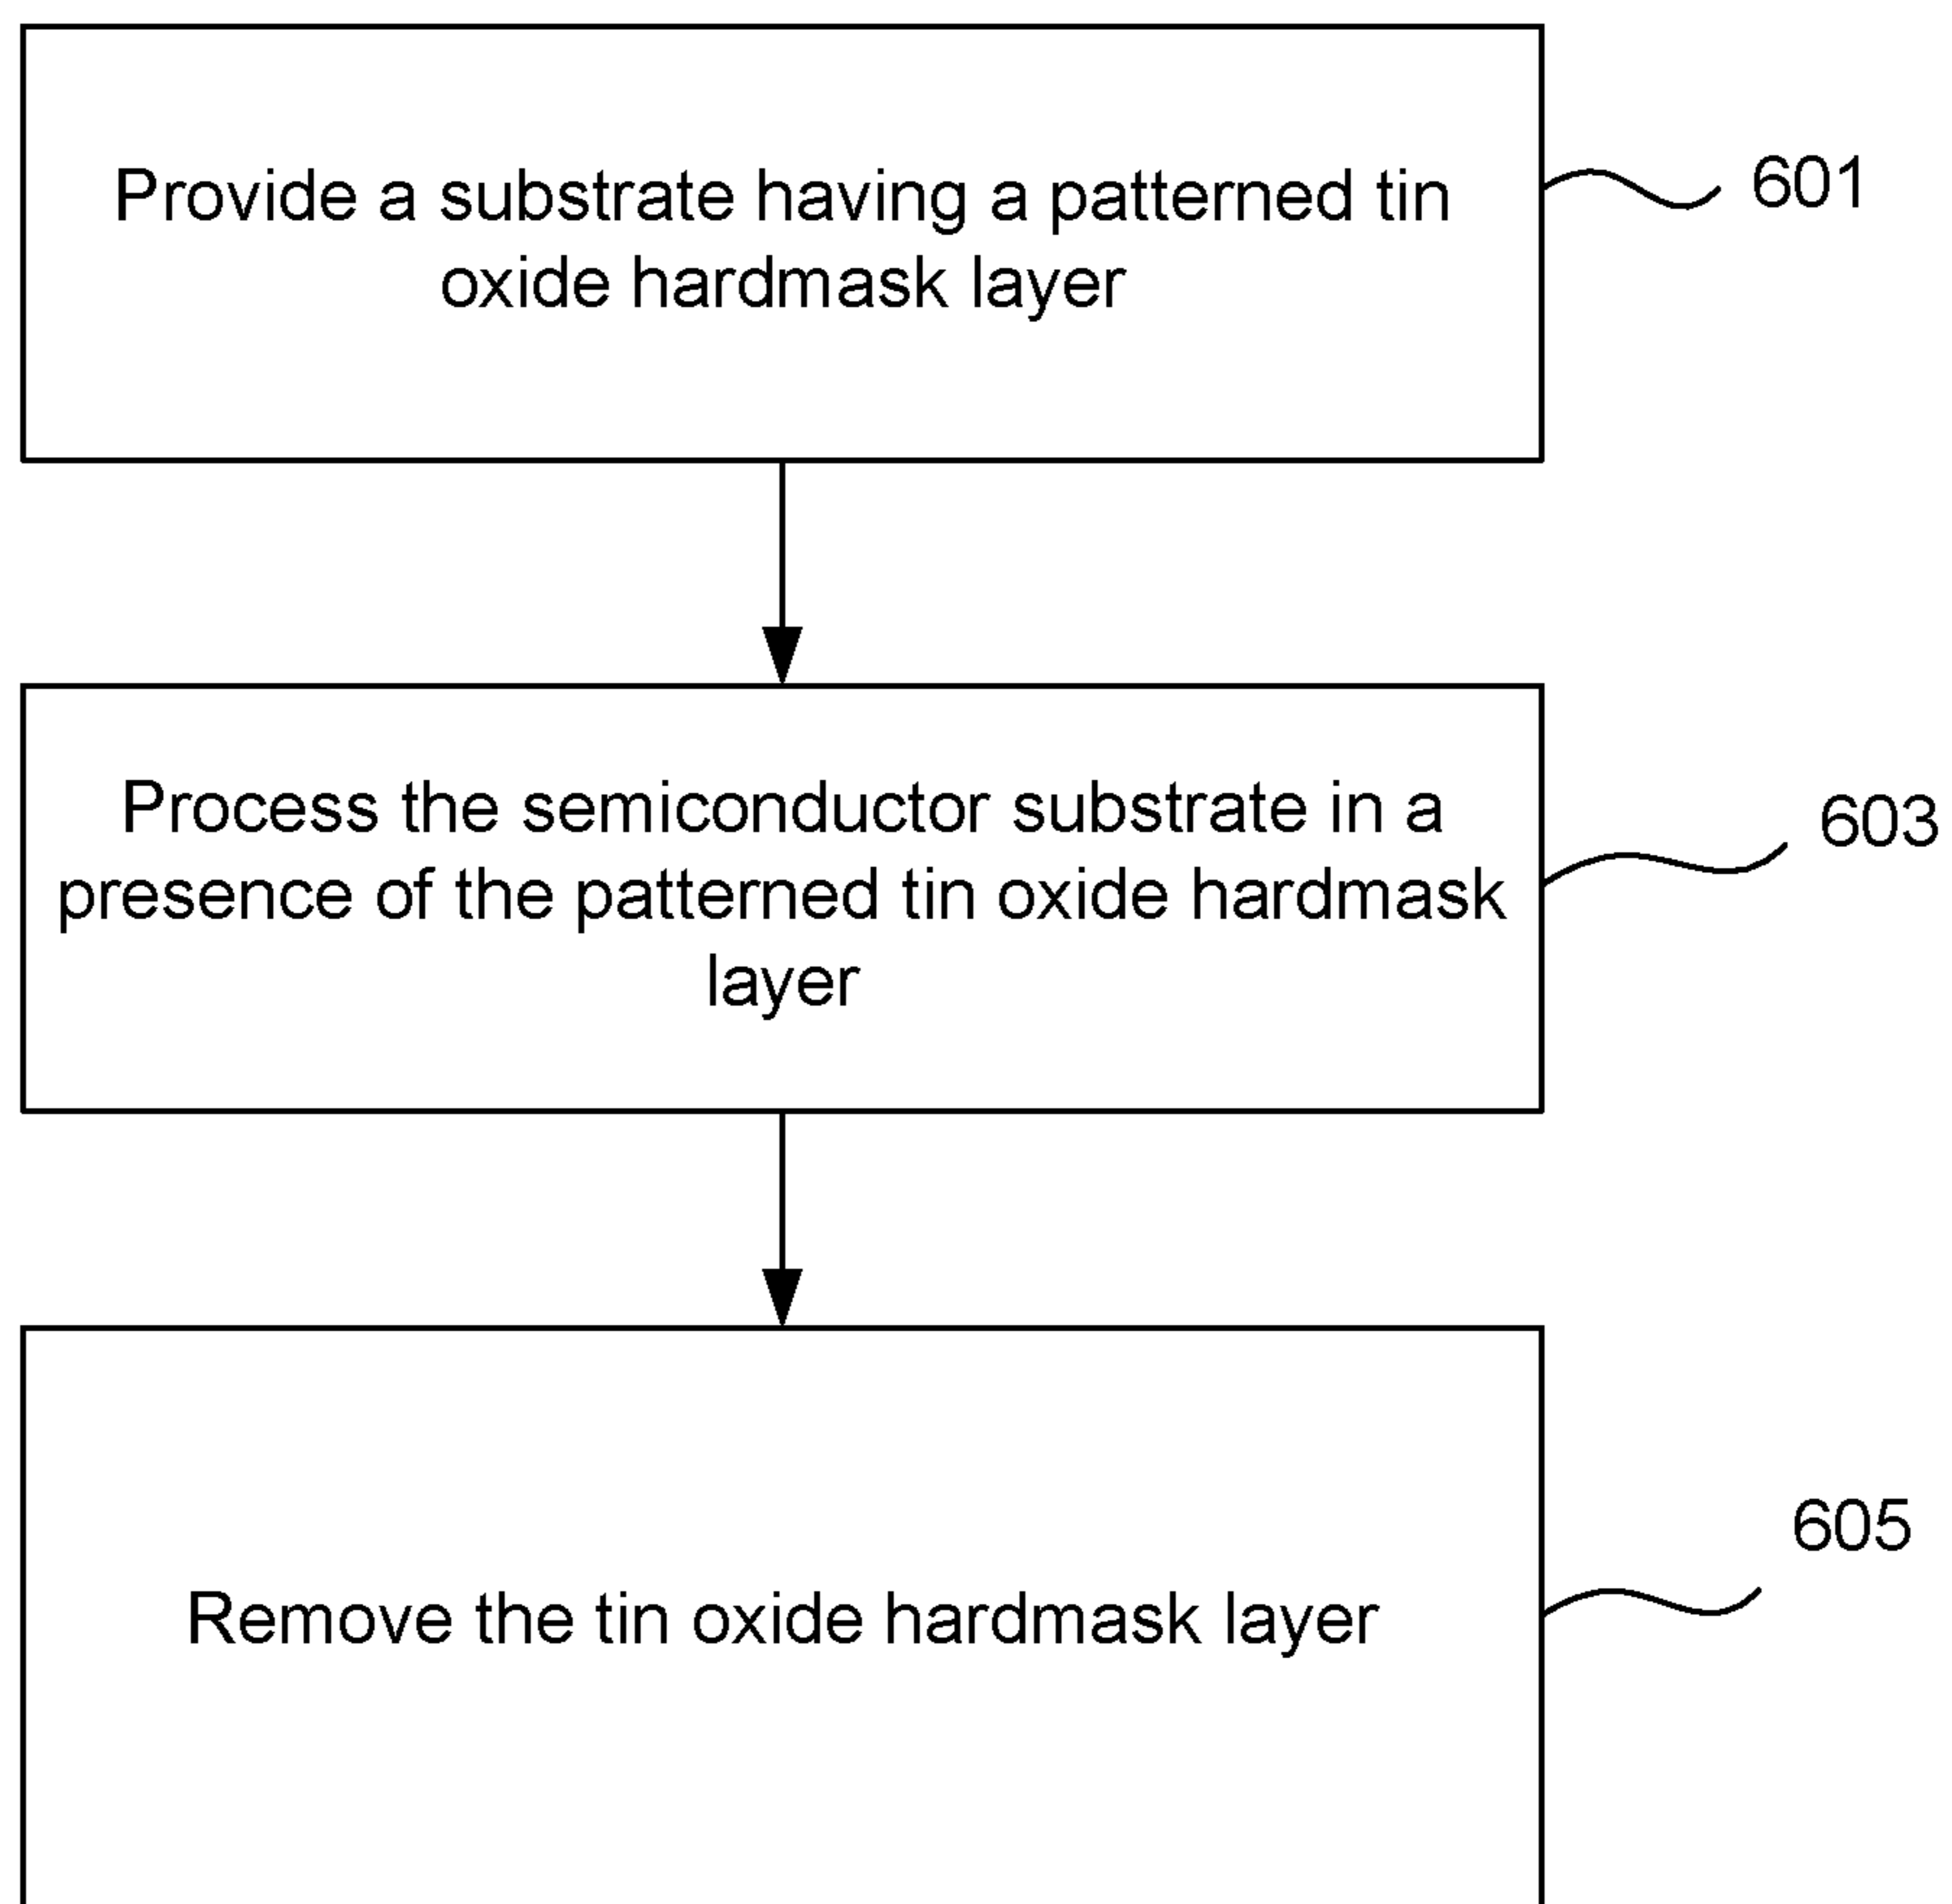 Provide a substrate having a patterned tin
oxide hardmask layer
601
Process the semiconductor substrate in a
presence of the patterned tin oxide hardmask
layer
603
Remove the tin oxide hardmask layer
605